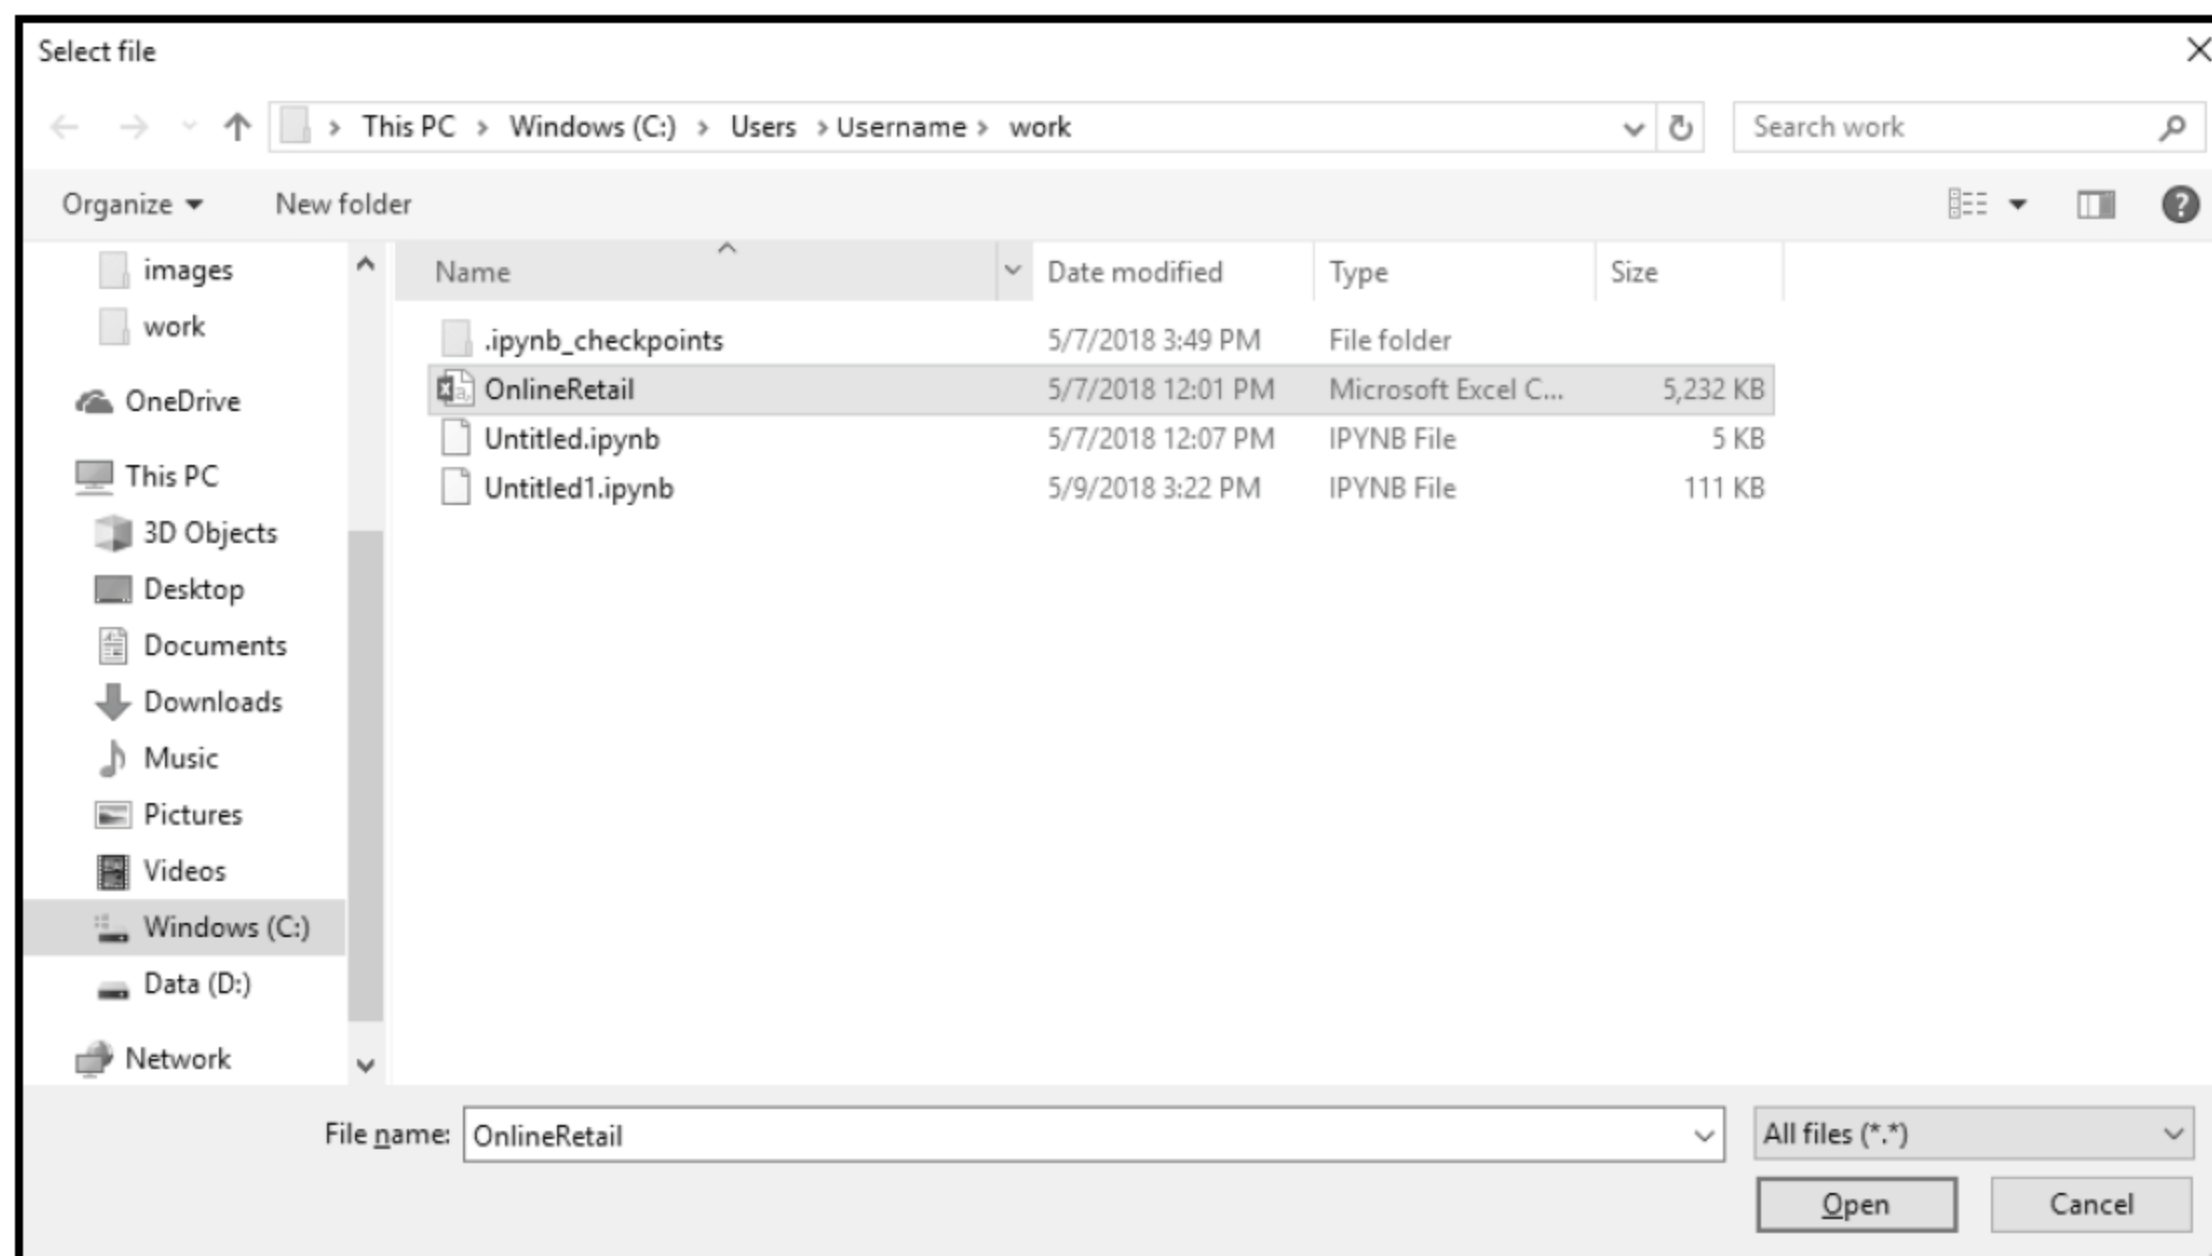 Select file
This PC > Windows (C:) > Users > Username > work
Search work
Organize New folder
images
work
OneDrive
This PC
3D Objects
Desktop
Documents
Downloads
Music
Pictures
Videos
Windows (C:)
Data (D:)
Network
Name Date modified Type Size
.ipynb_checkpoints 5/7/2018 3:49 PM File folder
OnlineRetail 5/7/2018 12:01 PM Microsoft Excel C... 5,232 KB
Untitled.ipynb 5/7/2018 12:07 PM IPYNB File 5 KB
Untitled1.ipynb 5/9/2018 3:22 PM IPYNB File 111 KB
File name: OnlineRetail All files (*.*)
Open Cancel